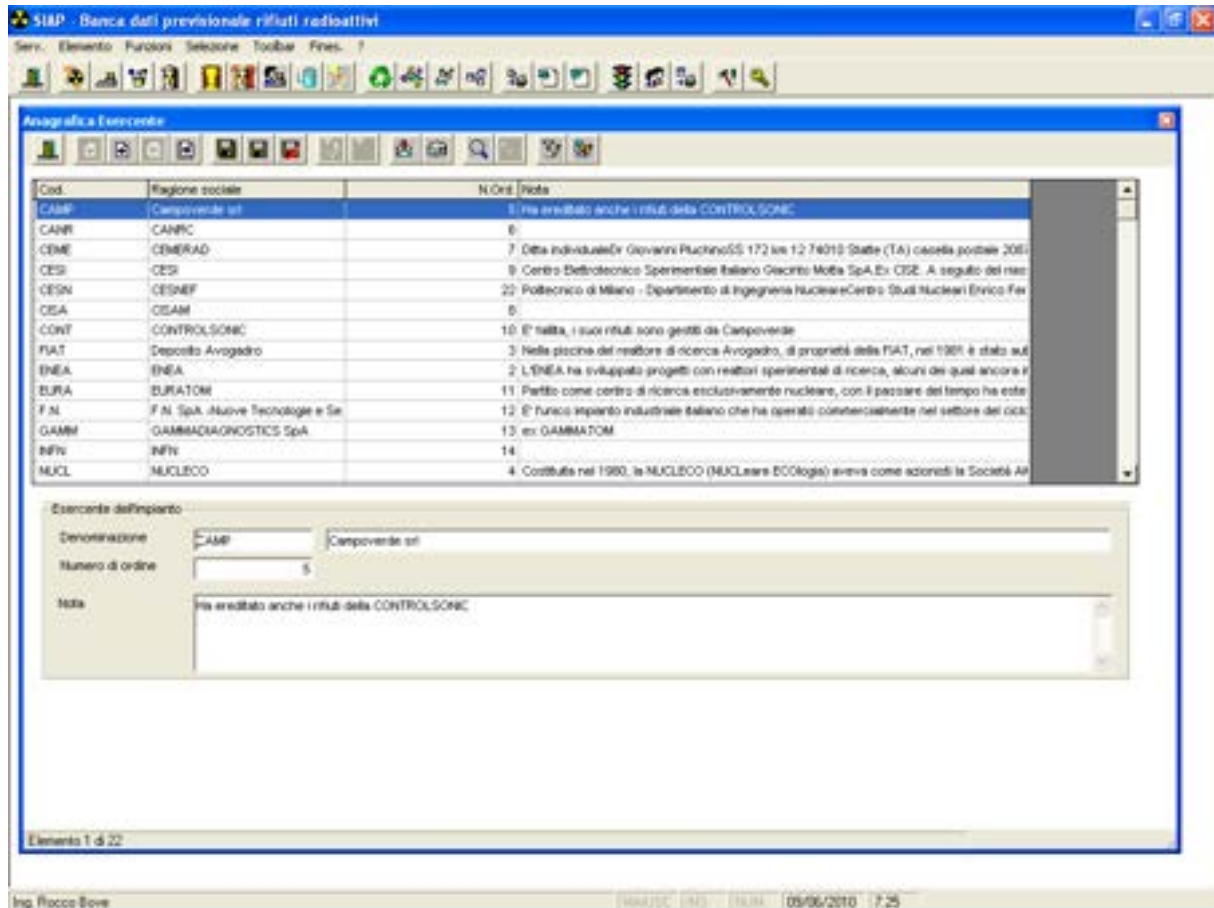 SIAP - Banca dati previsionale rifiuti radioattivi
Serv. Elemento Funzioni Selezione Toolbar Fines. ?
Anagrafica Esercente
Cod. Ragione sociale N.Ord. Nota
CAMP Campoverde srl 5 Ha ereditato anche i rifiuti della CONTROLSONIC
CANR CANRC 6
CEME CEMERAD 7 Ditta individualeDr Giovanni PluchinoSS 172 km 12 74010 Statte (TA) casella postale
CESI CESI 9 Centro Elettrotecnico Sperimentale Italiano Giacinto Motta SpA.Ex CISE. A seguito del
CESN CESNEF 22 Politecnico di Milano - Dipartimento di Ingegneria NucleareCentro Studi Nucleari Enrico Fer
CISA CISAM 8
CONT CONTROLSONIC 10 E' fallita, i suoi rifiuti sono gestiti da Campoverde
FIAT Deposito Avogadro 3 Nella piscina del reattore di ricerca Avogadro, di proprietà della FIAT, nel 1981 è stato aut
ENEA ENEA 2 L'ENEA ha sviluppato progetti con reattori sperimentali di ricerca, alcuni dei quali ancora
EURA EURATOM 11 Partito come centro di ricerca esclusivamente nucleare, con il passare del tempo ha este
F.N. F.N. SpA -Nuove Tecnologie e Se 12 E' l'unico impianto industriale italiano che ha operato commercialmente nel settore del
GAMM GAMMADIAGNOSTICS SpA 13 ex GAMMATOM
INFN INFN 14
NUCL NUCLECO 4 Costituita nel 1980, la NUCLECO (NUCLeare ECOlogia) aveva come azionisti la Società
Esercente dell'impianto
Denominazione CAMP Campoverde srl
Numero di ordine 5
Nota Ha ereditato anche i rifiuti della CONTROLSONIC
Elemento 1 di 22
Ing. Rocco Bove MAIUSC INS NUM 09/06/2010 7.25